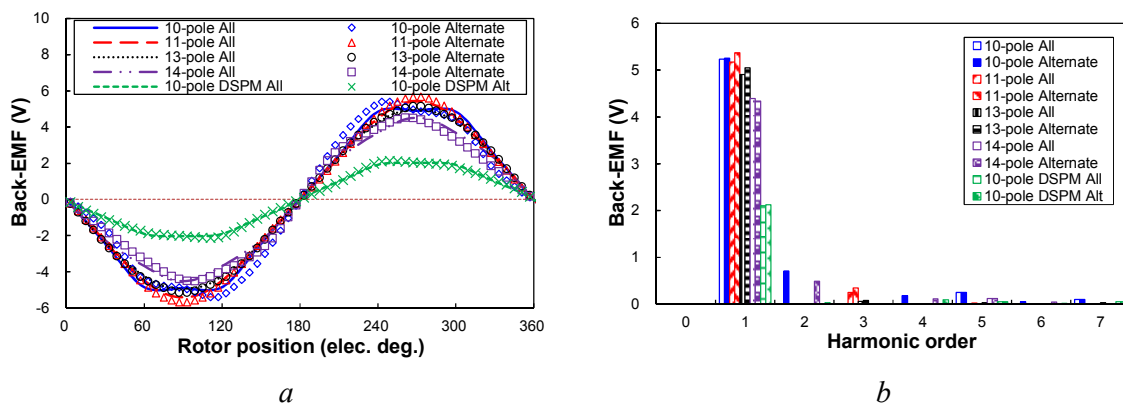 10
8
6
4
2
0
-2
-4
-6
Back-EMF (V)
10-pole All 10-pole Alternate
11-pole All 11-pole Alternate
13-pole All 13-pole Alternate
14-pole All 14-pole Alternate
10-pole DSPM All 10-pole DSPM Alt
0 60 120 180 240 300 360
Rotor position (elec. deg.)
a
6
5
4
3
2
1
0
Back-EMF (V)
10-pole All
10-pole Alternate
11-pole All
11-pole Alternate
13-pole All
13-pole Alternate
14-pole All
14-pole Alternate
10-pole DSPM All
10-pole DSPM Alt
0 1 2 3 4 5 6 7
Harmonic order
b